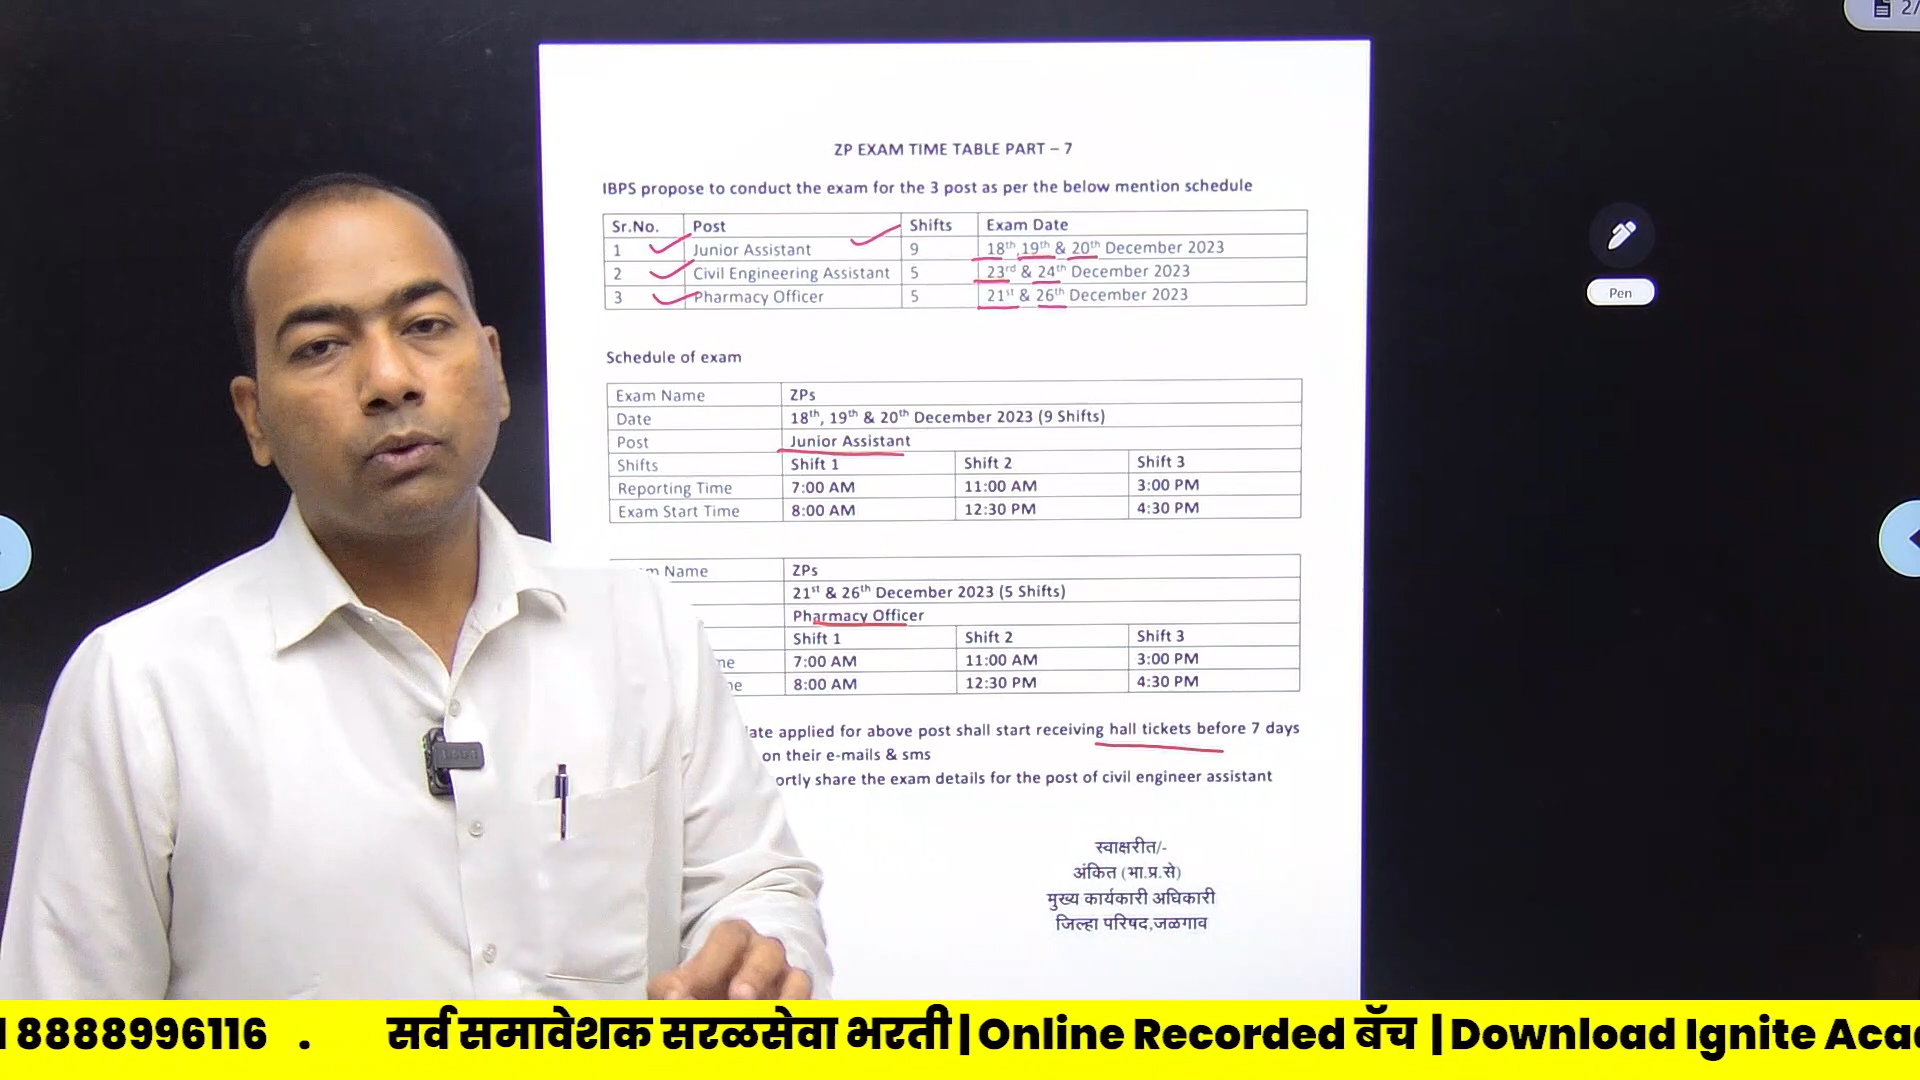 2/
ZP EXAM TIME TABLE PART – 7
IBPS propose to conduct the exam for the 3 post as per the below mention schedule
Sr.No. Post Shifts Exam Date
1 Junior Assistant 9 18th, 19th & 20th December 2023
2 Civil Engineering Assistant 5 23rd & 24th December 2023
3 Pharmacy Officer 5 21st & 26th December 2023
Pen
Schedule of exam
Exam Name ZPs
Date 18th, 19th & 20th December 2023 (9 Shifts)
Post Junior Assistant
Shifts Shift 1 Shift 2 Shift 3
Reporting Time 7:00 AM 11:00 AM 3:00 PM
Exam Start Time 8:00 AM 12:30 PM 4:30 PM
m Name ZPs
21st & 26th December 2023 (5 Shifts)
Pharmacy Officer
Shift 1 Shift 2 Shift 3
me 7:00 AM 11:00 AM 3:00 PM
me 8:00 AM 12:30 PM 4:30 PM
ate applied for above post shall start receiving hall tickets before 7 days
on their e-mails & sms
ortly share the exam details for the post of civil engineer assistant
स्वाक्षरीत/-
अंकित (भा.प्र.से)
मुख्य कार्यकारी अधिकारी
जिल्हा परिषद,जळगाव
8888996116 . सर्व समावेशक सरळसेवा भरती | Online Recorded बॅच | Download Ignite Aca